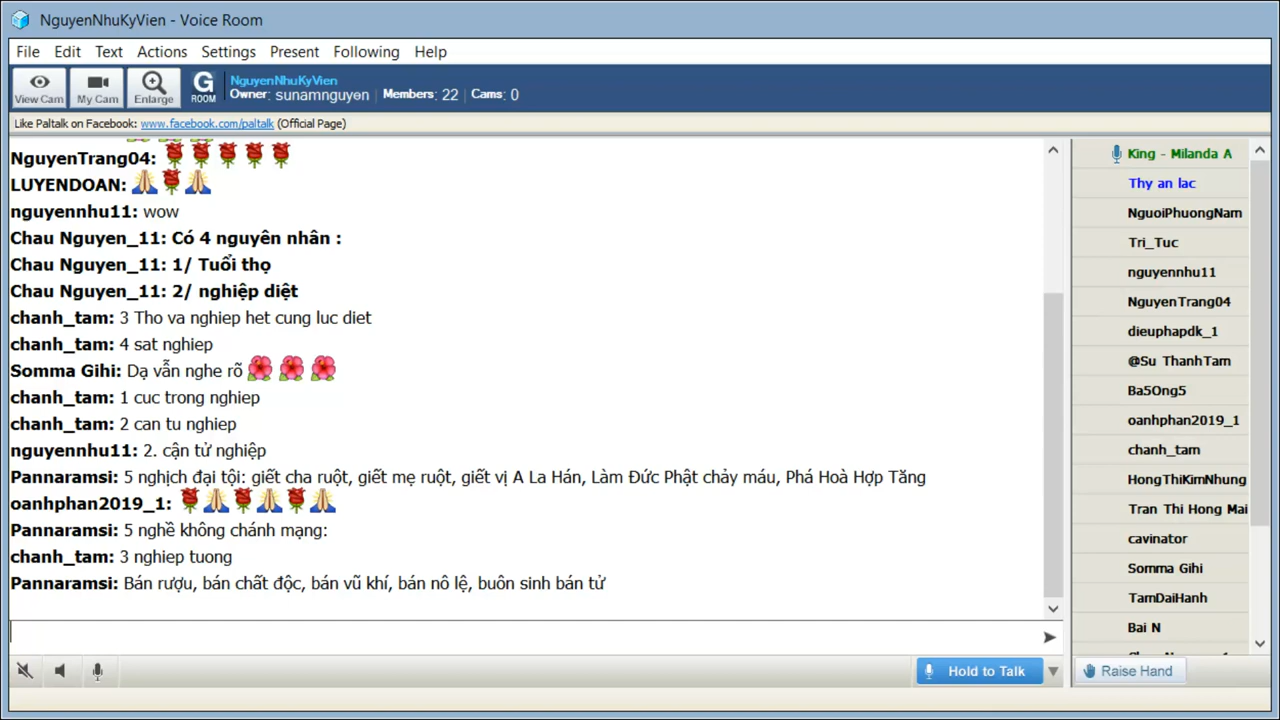 NguyenNhuKyVien - Voice Room
File Edit Text Actions Settings Present Following Help
View Cam My Cam Enlarge G ROOM
NguyenNhuKyVien
Owner: sunamnguyen Members: 22 Cams: 0
Like Paltalk on Facebook: www.facebook.com/paltalk (Official Page)
NguyenTrang04:
LUYENDOAN:
nguyennhu11: wow
Chau Nguyen_11: Có 4 nguyên nhân :
Chau Nguyen_11: 1/ Tuổi thọ
Chau Nguyen_11: 2/ nghiệp diệt
chanh_tam: 3 Tho va nghiep het cung luc diet
chanh_tam: 4 sat nghiep
Somma Gihi: Dạ vẫn nghe rõ
chanh_tam: 1 cuc trong nghiep
chanh_tam: 2 can tu nghiep
nguyennhu11: 2. cận tử nghiệp
Pannaramsi: 5 nghịch đại tội: giết cha ruột, giết mẹ ruột, giết vị A La Hán, Làm Đức Phật chảy máu, Phá Hoà Hợp Tăng
oanhphan2019_1:
Pannaramsi: 5 nghề không chánh mạng:
chanh_tam: 3 nghiep tuong
Pannaramsi: Bán rượu, bán chất độc, bán vũ khí, bán nô lệ, buôn sinh bán tử
Hold to Talk
King - Milanda A
Thy an lac
NguoiPhuongNam
Tri_Tuc
nguyennhu11
NguyenTrang04
dieuphapdk_1
@Su ThanhTam
Ba5Ong5
oanhphan2019_1
chanh_tam
HongThiKimNhung
Tran Thi Hong Mai
cavinator
Somma Gihi
TamDaiHanh
Bai N
Raise Hand